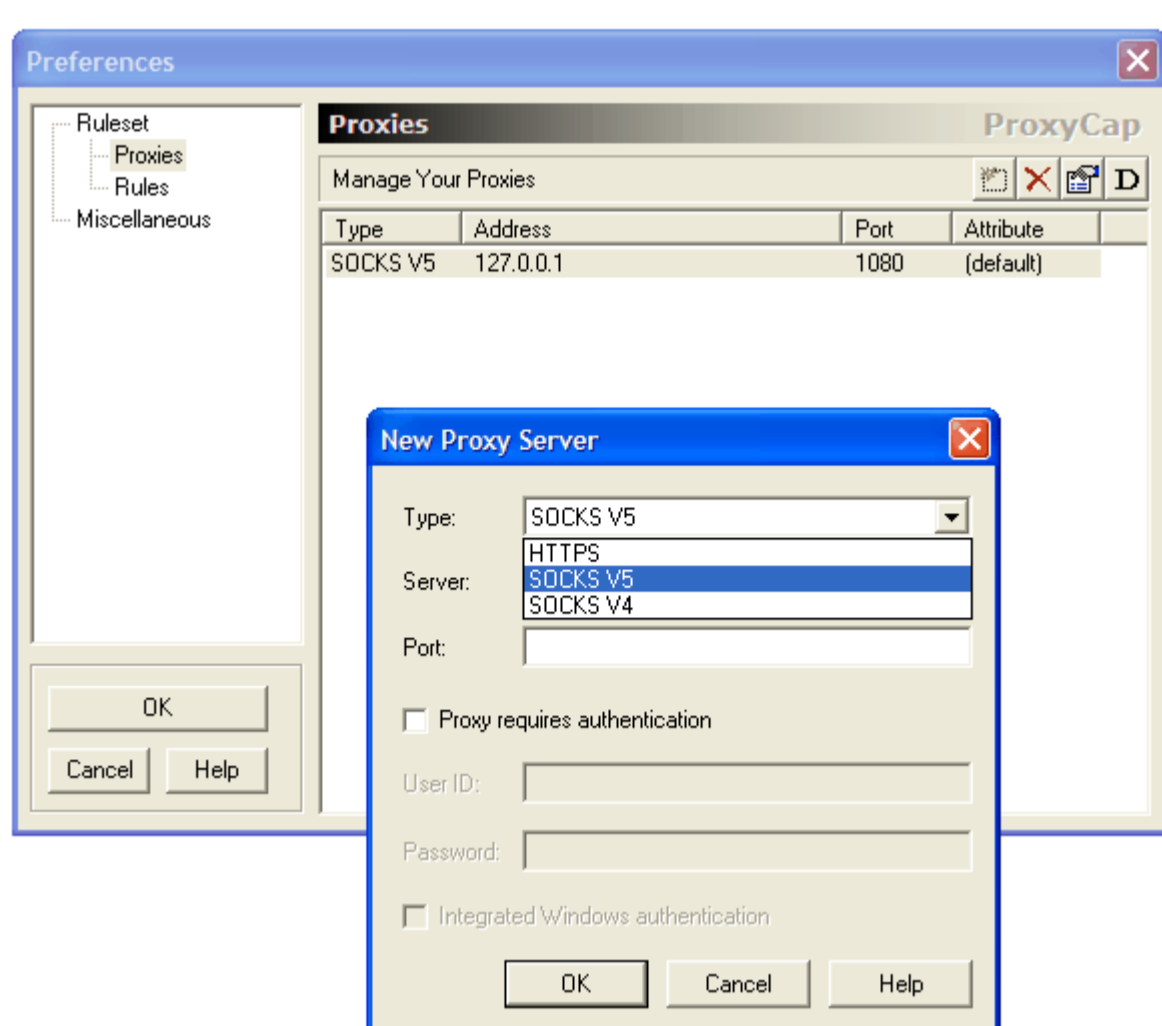 Preferences
Ruleset
Proxies
Rules
Miscellaneous
Proxies ProxyCap
Manage Your Proxies D
Type Address Port Attribute
SOCKS V5 127.0.0.1 1080 (default)
OK
Cancel Help
New Proxy Server
Type: SOCKS V5
HTTPS
Server: SOCKS V5
SOCKS V4
Port:
Proxy requires authentication
User ID:
Password:
Integrated Windows authentication
OK Cancel Help